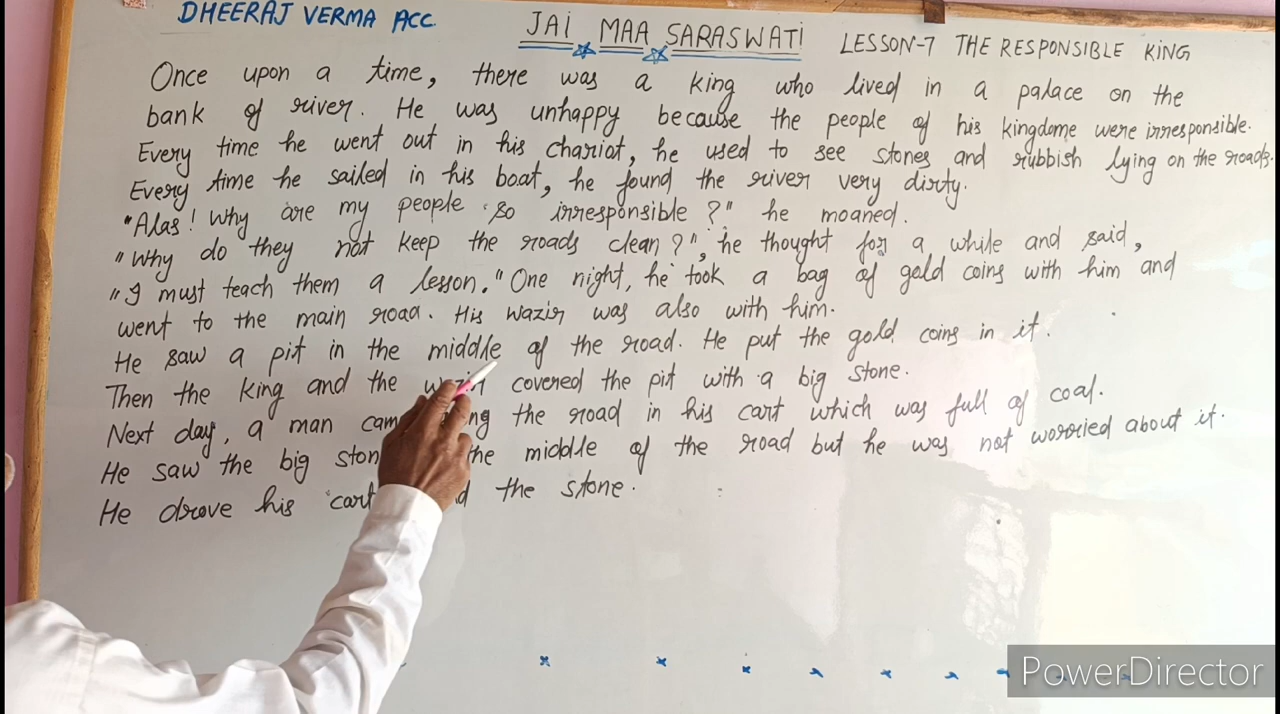 DHEERAJ VERMA ACC.
JAI MAA SARASWATI
LESSON-7 THE RESPONSIBLE KING
Once upon a time, there was a king who lived in a palace on the
bank of river. He was unhappy because the people of his kingdome were irresponsible.
Every time he went out in his chariot, he used to see stones and rubbish lying on the roads.
Every time he sailed in his boat, he found the river very dirty.
"Alas! Why are my people so irresponsible?" he moaned.
"Why do they not keep the roads clean?", he thought for a while and said,
"I must teach them a lesson." One night, he took a bag of gold coins with him and
went to the main road. His wazir was also with him.
He saw a pit in the middle of the road. He put the gold coins in it.
Then the king and the wazir covered the pit with a big stone.
Next day, a man the road in his cart which was full of coal.
He saw the big the middle of the road but he was not worried about it.
He drove his cart the stone.
PowerDirector